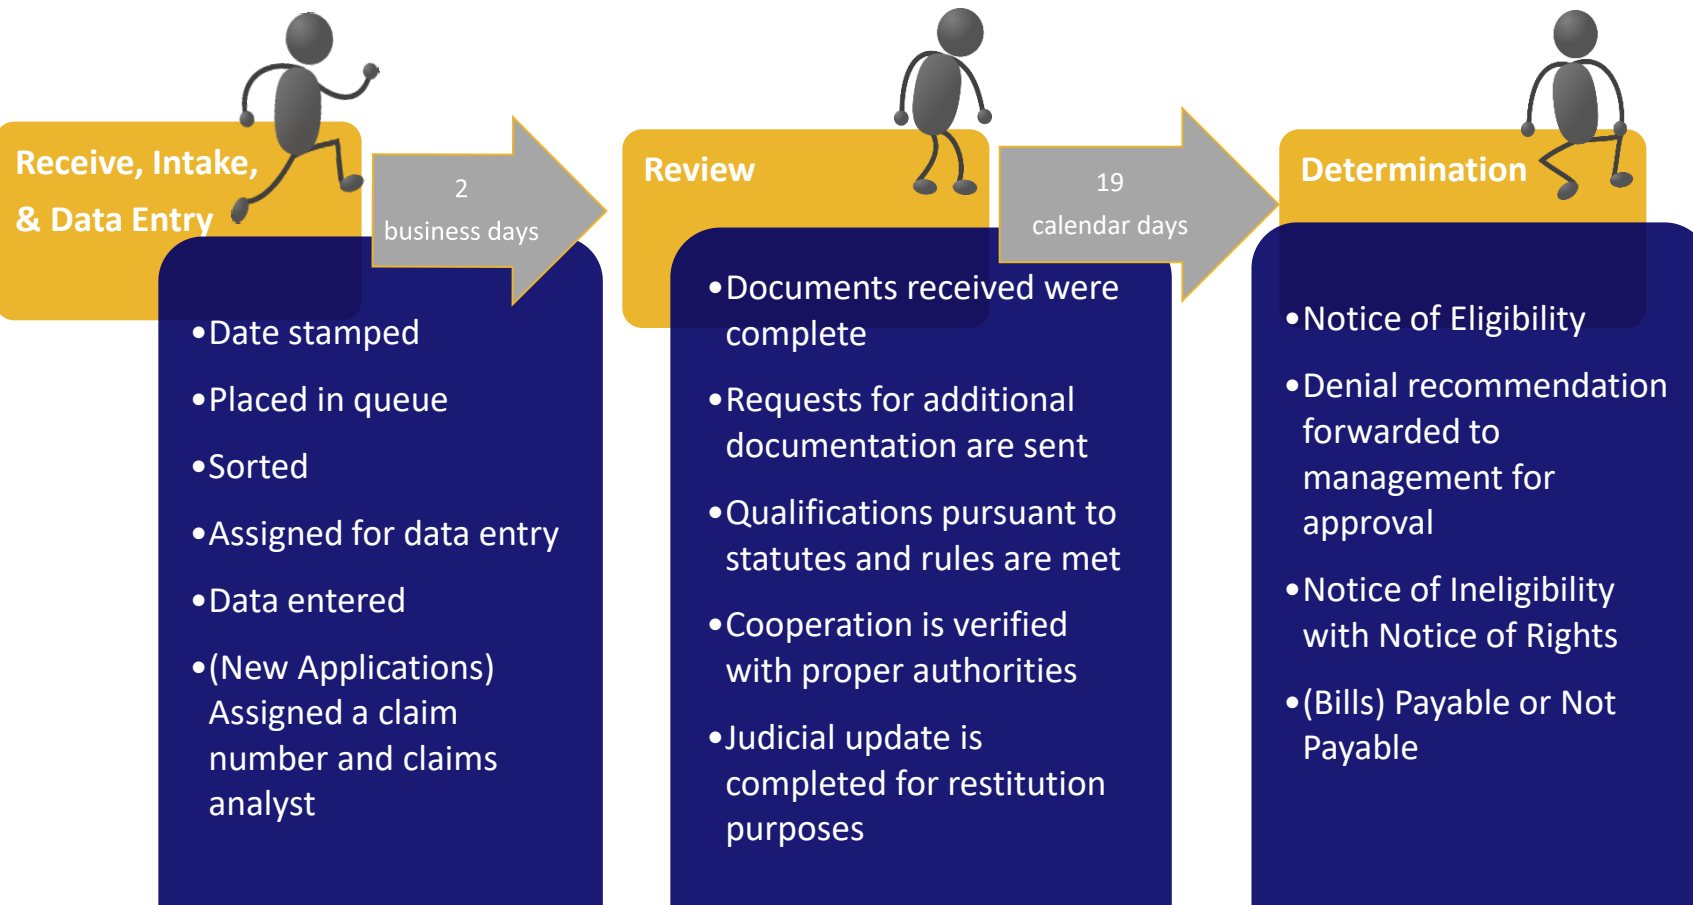 Receive, Intake,
& Data Entry
•Date stamped
•Placed in queue
•Sorted
•Assigned for data entry
•Data entered
•(New Applications)
Assigned a claim
number and claims
analyst
2
business days
Review
•Documents received were
complete
•Requests for additional
documentation are sent
•Qualifications pursuant to
statutes and rules are met
•Cooperation is verified
with proper authorities
•Judicial update is
completed for restitution
purposes
19
calendar days
Determination
•Notice of Eligibility
•Denial recommendation
forwarded to
management for
approval
•Notice of Ineligibility
with Notice of Rights
•(Bills) Payable or Not
Payable